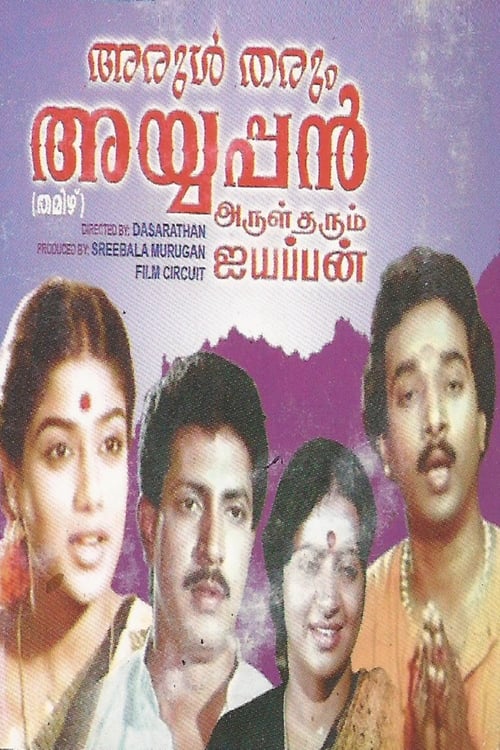 അരുൾ തരും
അയ്യപ്പൻ
(തമിഴ്)
அருள் தரும்
ஐயப்பன்
DIRECTED BY: DASARATHAN
PRODUCED BY: SREEBALA MURUGAN
FILM CIRCUIT